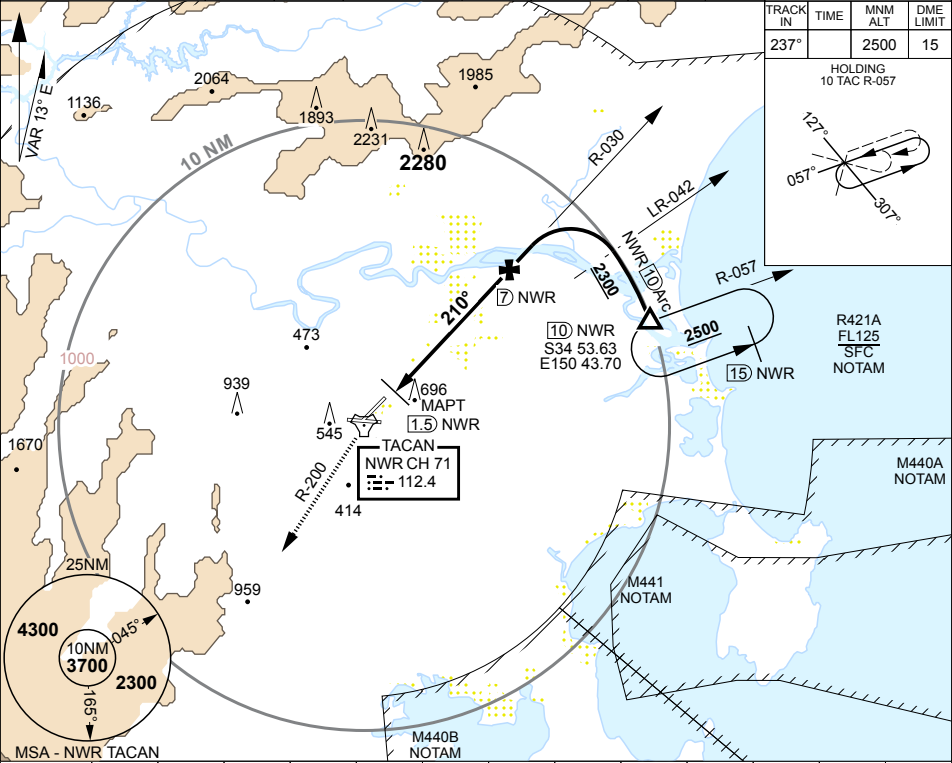 TRACK IN
TIME
MNM ALT
DME LIMIT
237°
2500
15
HOLDING
10 TAC R-057
127°
057°
307°
VAR 13° E
1136
2064
1893
2231
2280
1985
10 NM
R-030
LR-042
NWR 10 Arc
2300
R-057
7 NWR
210°
10 NWR
S34 53.63
E150 43.70
2500
15 NWR
R421A
FL125
SFC
NOTAM
473
1000
939
545
696
MAPT
1.5 NWR
TACAN
NWR CH 71
112.4
R-200
414
1670
959
M440A
NOTAM
M441
NOTAM
M440B
NOTAM
25NM
4300
045°
10NM
3700
2300
165°
MSA - NWR TACAN